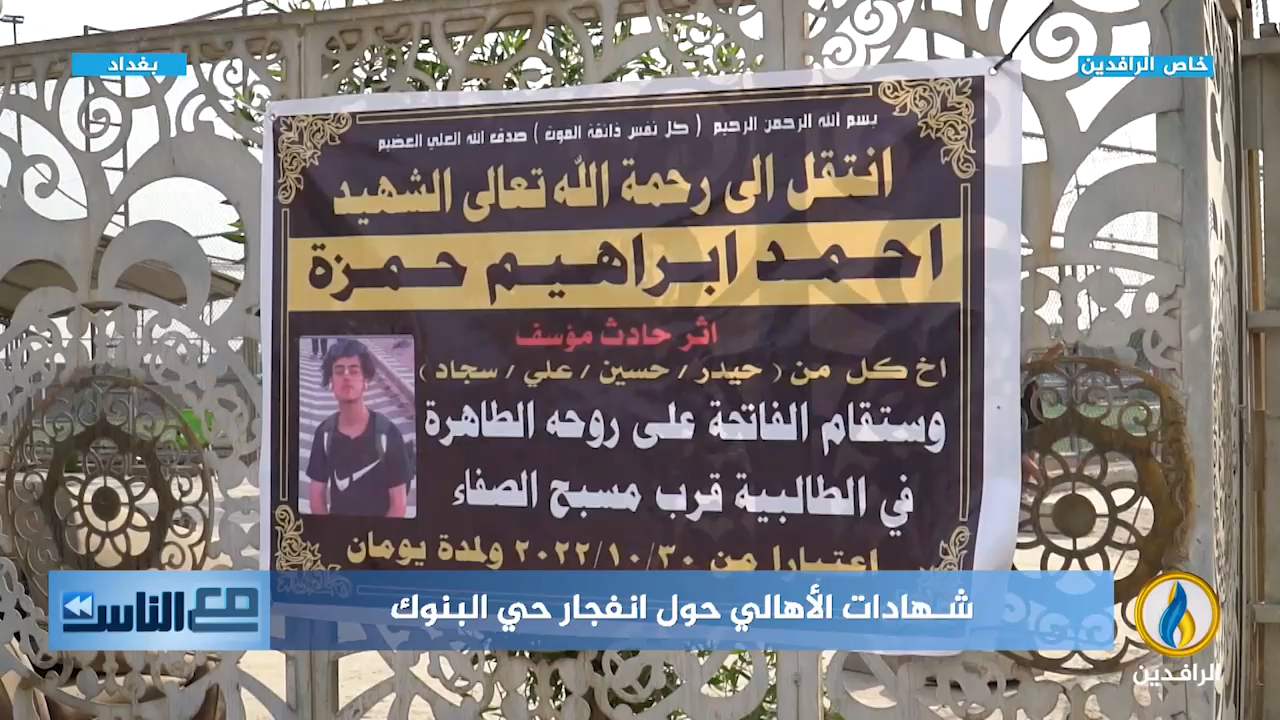 بغداد
خاص الرافدين
بسم الله الرحمن الرحيم ( كل نفس ذائقة الموت ) صدق الله العلي العضيم
انتقل الى رحمة الله تعالى الشهيد
احمد ابراهيم حمزة
اثر حادث مؤسف
اخ كل من ( حيدر / حسين / علي / سجاد )
وستقام الفاتحة على روحه الطاهرة
في الطالبية قرب مسبح الصفاء
اعتبارا من ٢٠٢٢/١٠/٣٠ ولمدة يومان
شهادات الأهالي حول انفجار حي البنوك
مع الناس
الرافدين